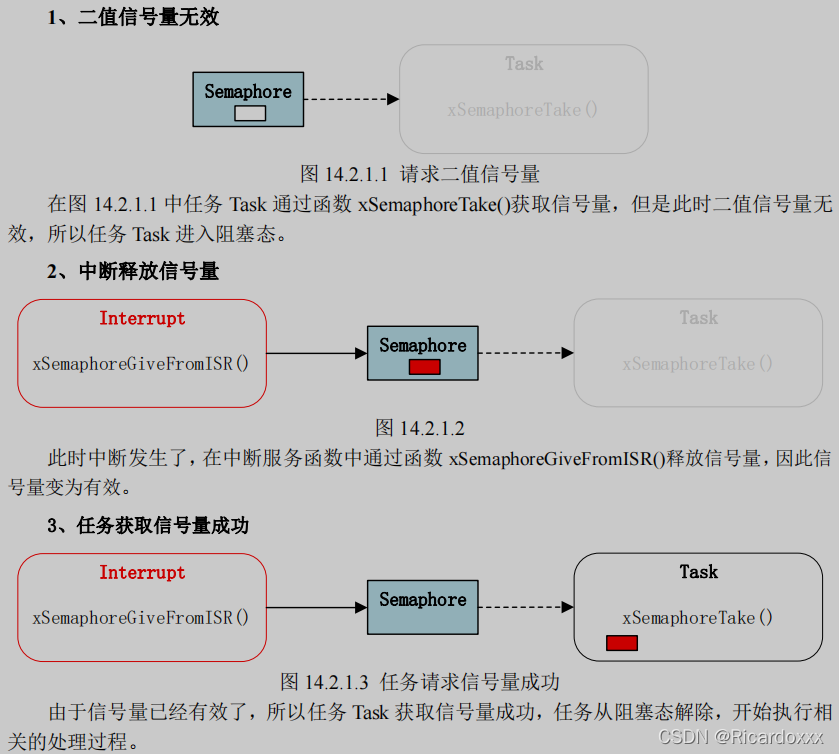 1、二值信号量无效
Task
Semaphore
xSemaphoreTake()
图 14.2.1.1 请求二值信号量
在图 14.2.1.1 中任务 Task 通过函数 xSemaphoreTake()获取信号量，但是此时二值信号量无
效，所以任务 Task 进入阻塞态。
2、中断释放信号量
Interrupt
xSemaphoreGiveFromISR()
Semaphore
Task
xSemaphoreTake()
图 14.2.1.2
此时中断发生了，在中断服务函数中通过函数 xSemaphoreGiveFromISR()释放信号量，因此信
号量变为有效。
3、任务获取信号量成功
Interrupt
xSemaphoreGiveFromISR()
Semaphore
Task
xSemaphoreTake()
图 14.2.1.3 任务请求信号量成功
由于信号量已经有效了，所以任务 Task 获取信号量成功，任务从阻塞态解除，开始执行相
关的处理过程。
CSDN @Ricardoxxx